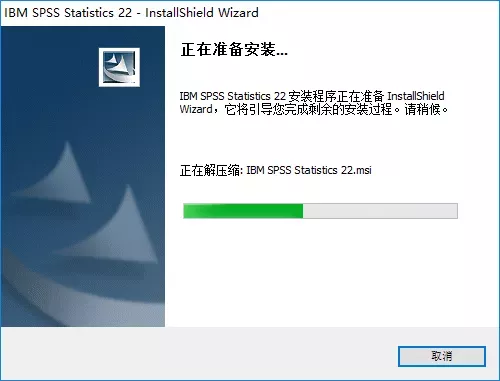 IBM SPSS Statistics 22 - InstallShield Wizard
正在准备安装...
IBM SPSS Statistics 22 安装程序正在准备 InstallShield
Wizard，它将引导您完成剩余的安装过程。请稍候。
正在解压缩: IBM SPSS Statistics 22.msi
取消